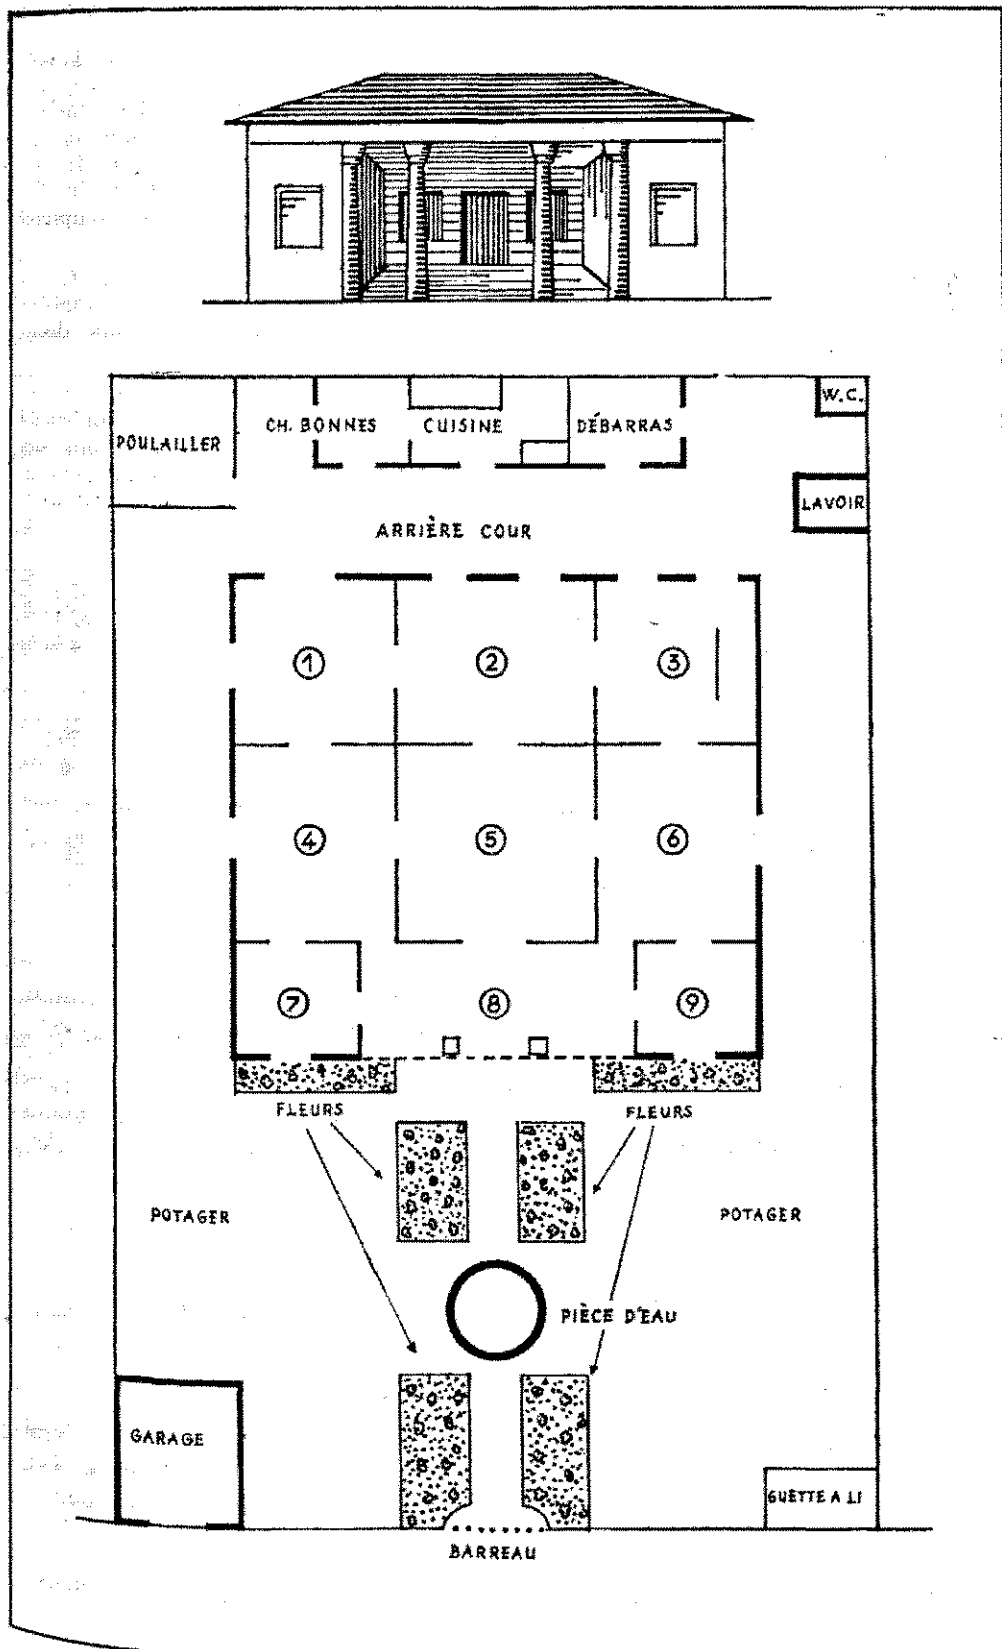 W.C.
CH. BONNES CUISINE DÉBARRAS
POULAILLER
LAVOIR
ARRIÈRE COUR
① ② ③
④ ⑤ ⑥
⑦ ⑧ ⑨
FLEURS FLEURS
POTAGER POTAGER
PIÈCE D'EAU
GARAGE
GUÈTTE A LI
BARREAU